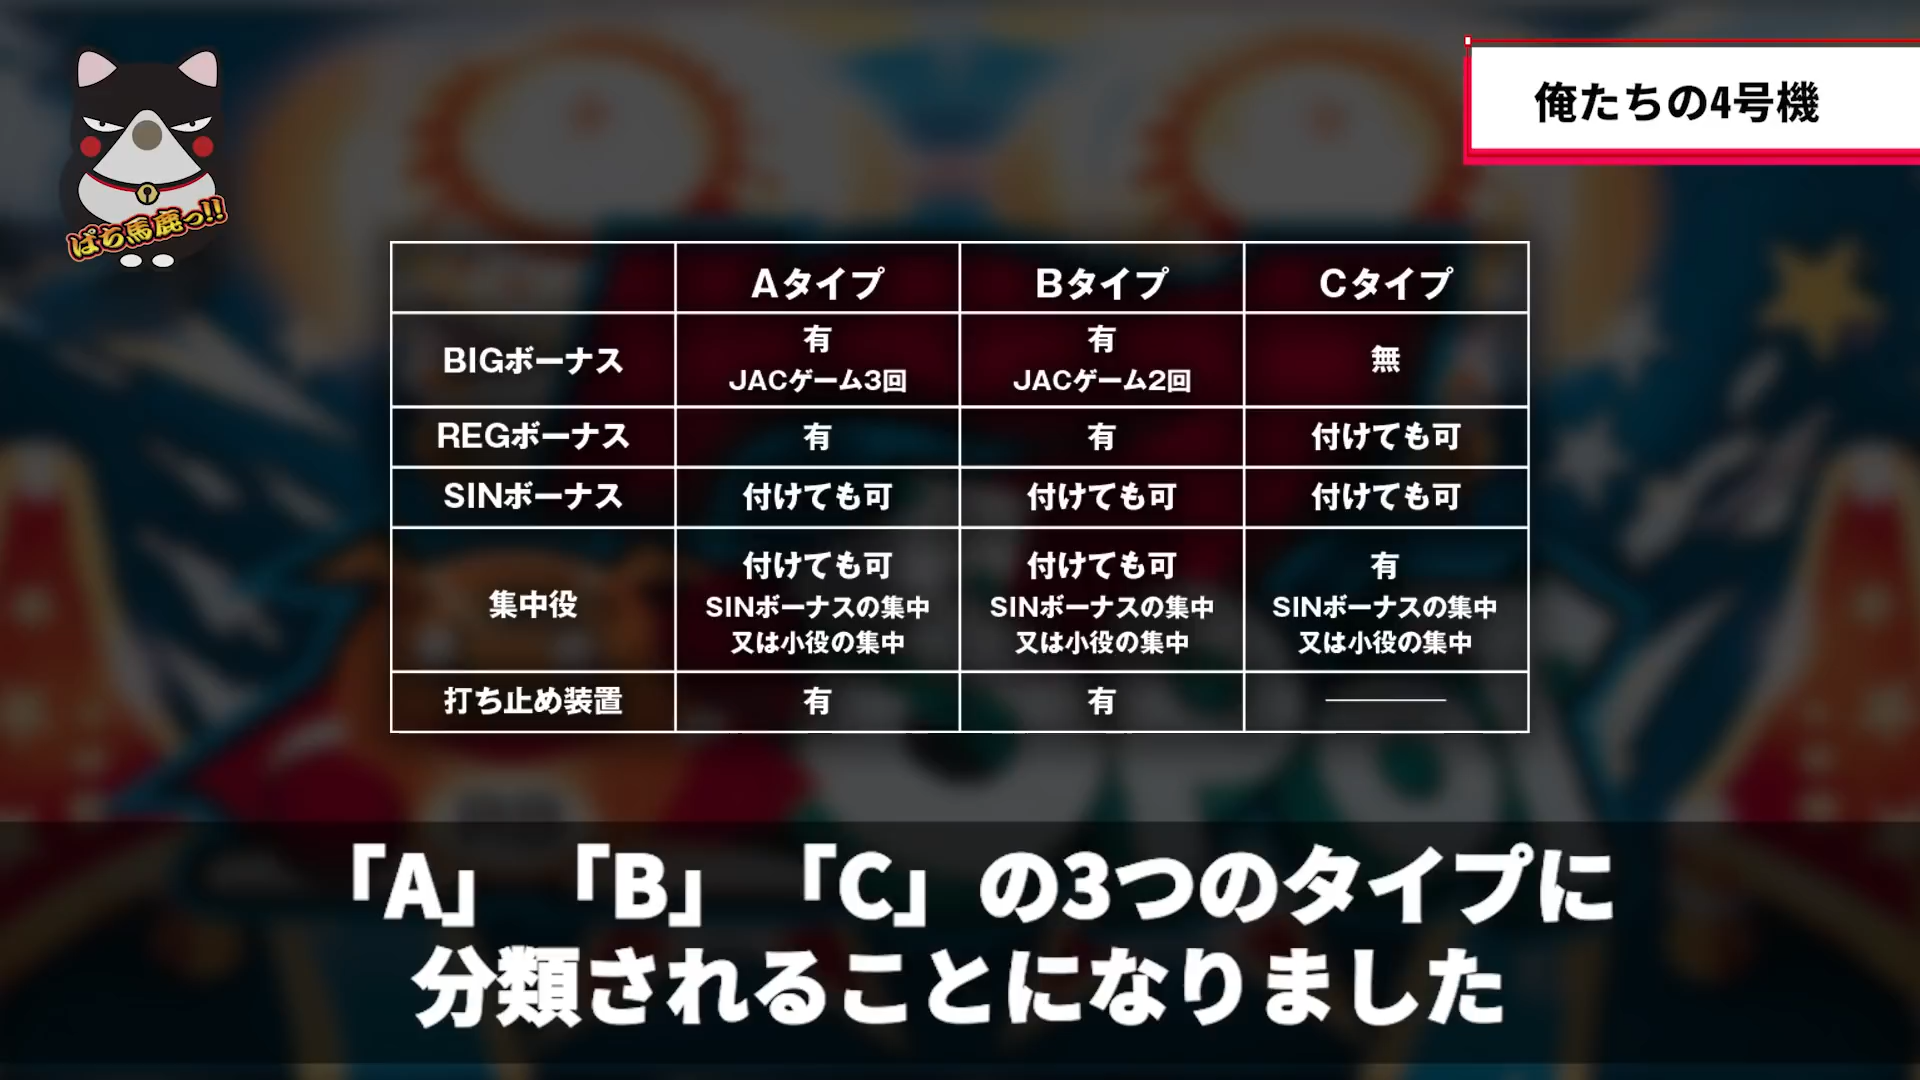 俺たちの4号機
ぱち馬鹿っ!!
Aタイプ Bタイプ Cタイプ
BIGボーナス 有 有 無
JACゲーム3回 JACゲーム2回
REGボーナス 有 有 付けても可
SINボーナス 付けても可 付けても可 付けても可
集中役 付けても可 付けても可 有
SINボーナスの集中 SINボーナスの集中 SINボーナスの集中
又は小役の集中 又は小役の集中 又は小役の集中
打ち止め装置 有 有 ―
「A」「B」「C」の3つのタイプに
分類されることになりました